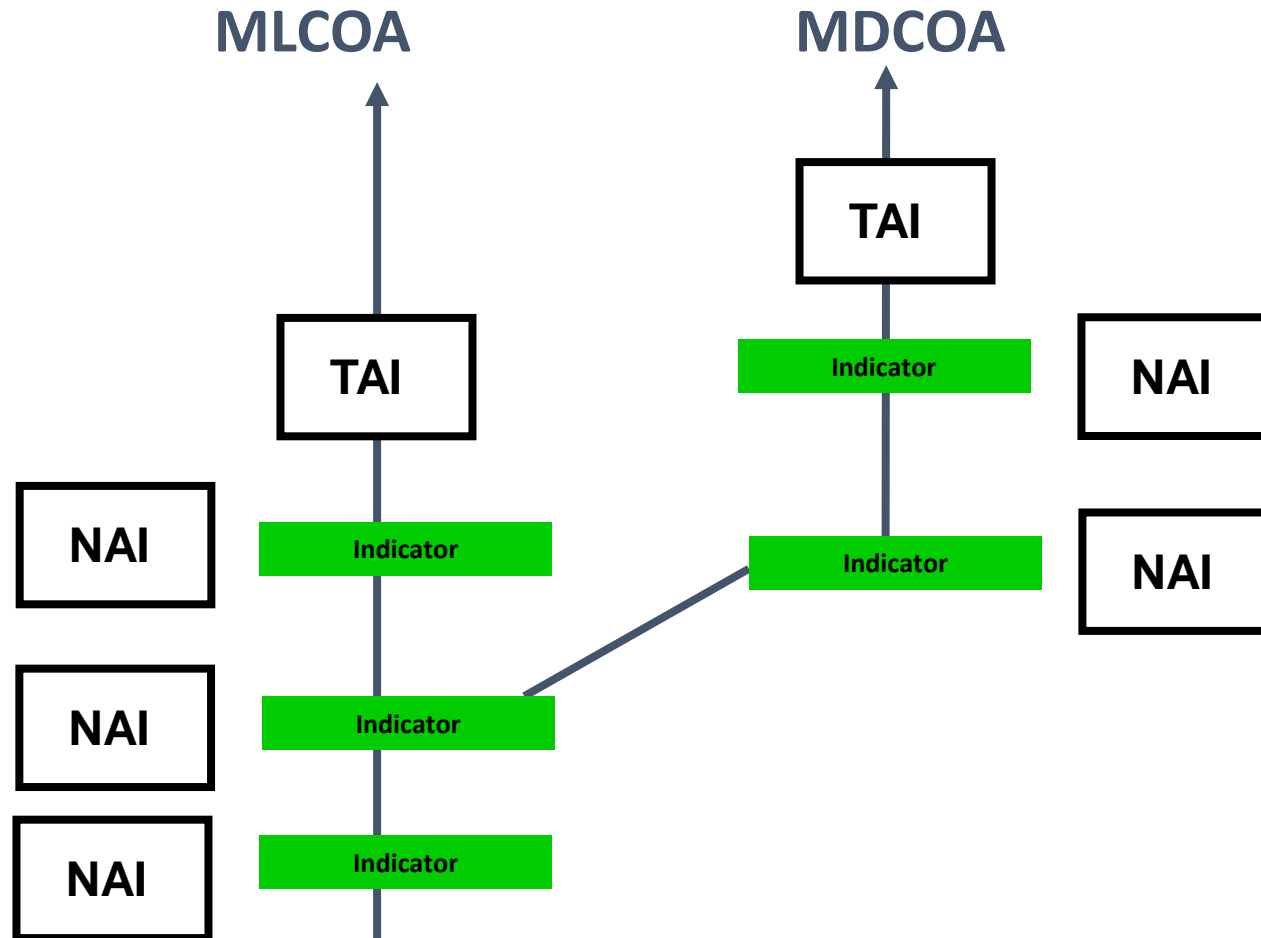 MLCOA
MDCOA
TAI
TAI
Indicator
NAI
NAI
Indicator
Indicator
NAI
NAI
Indicator
NAI
Indicator